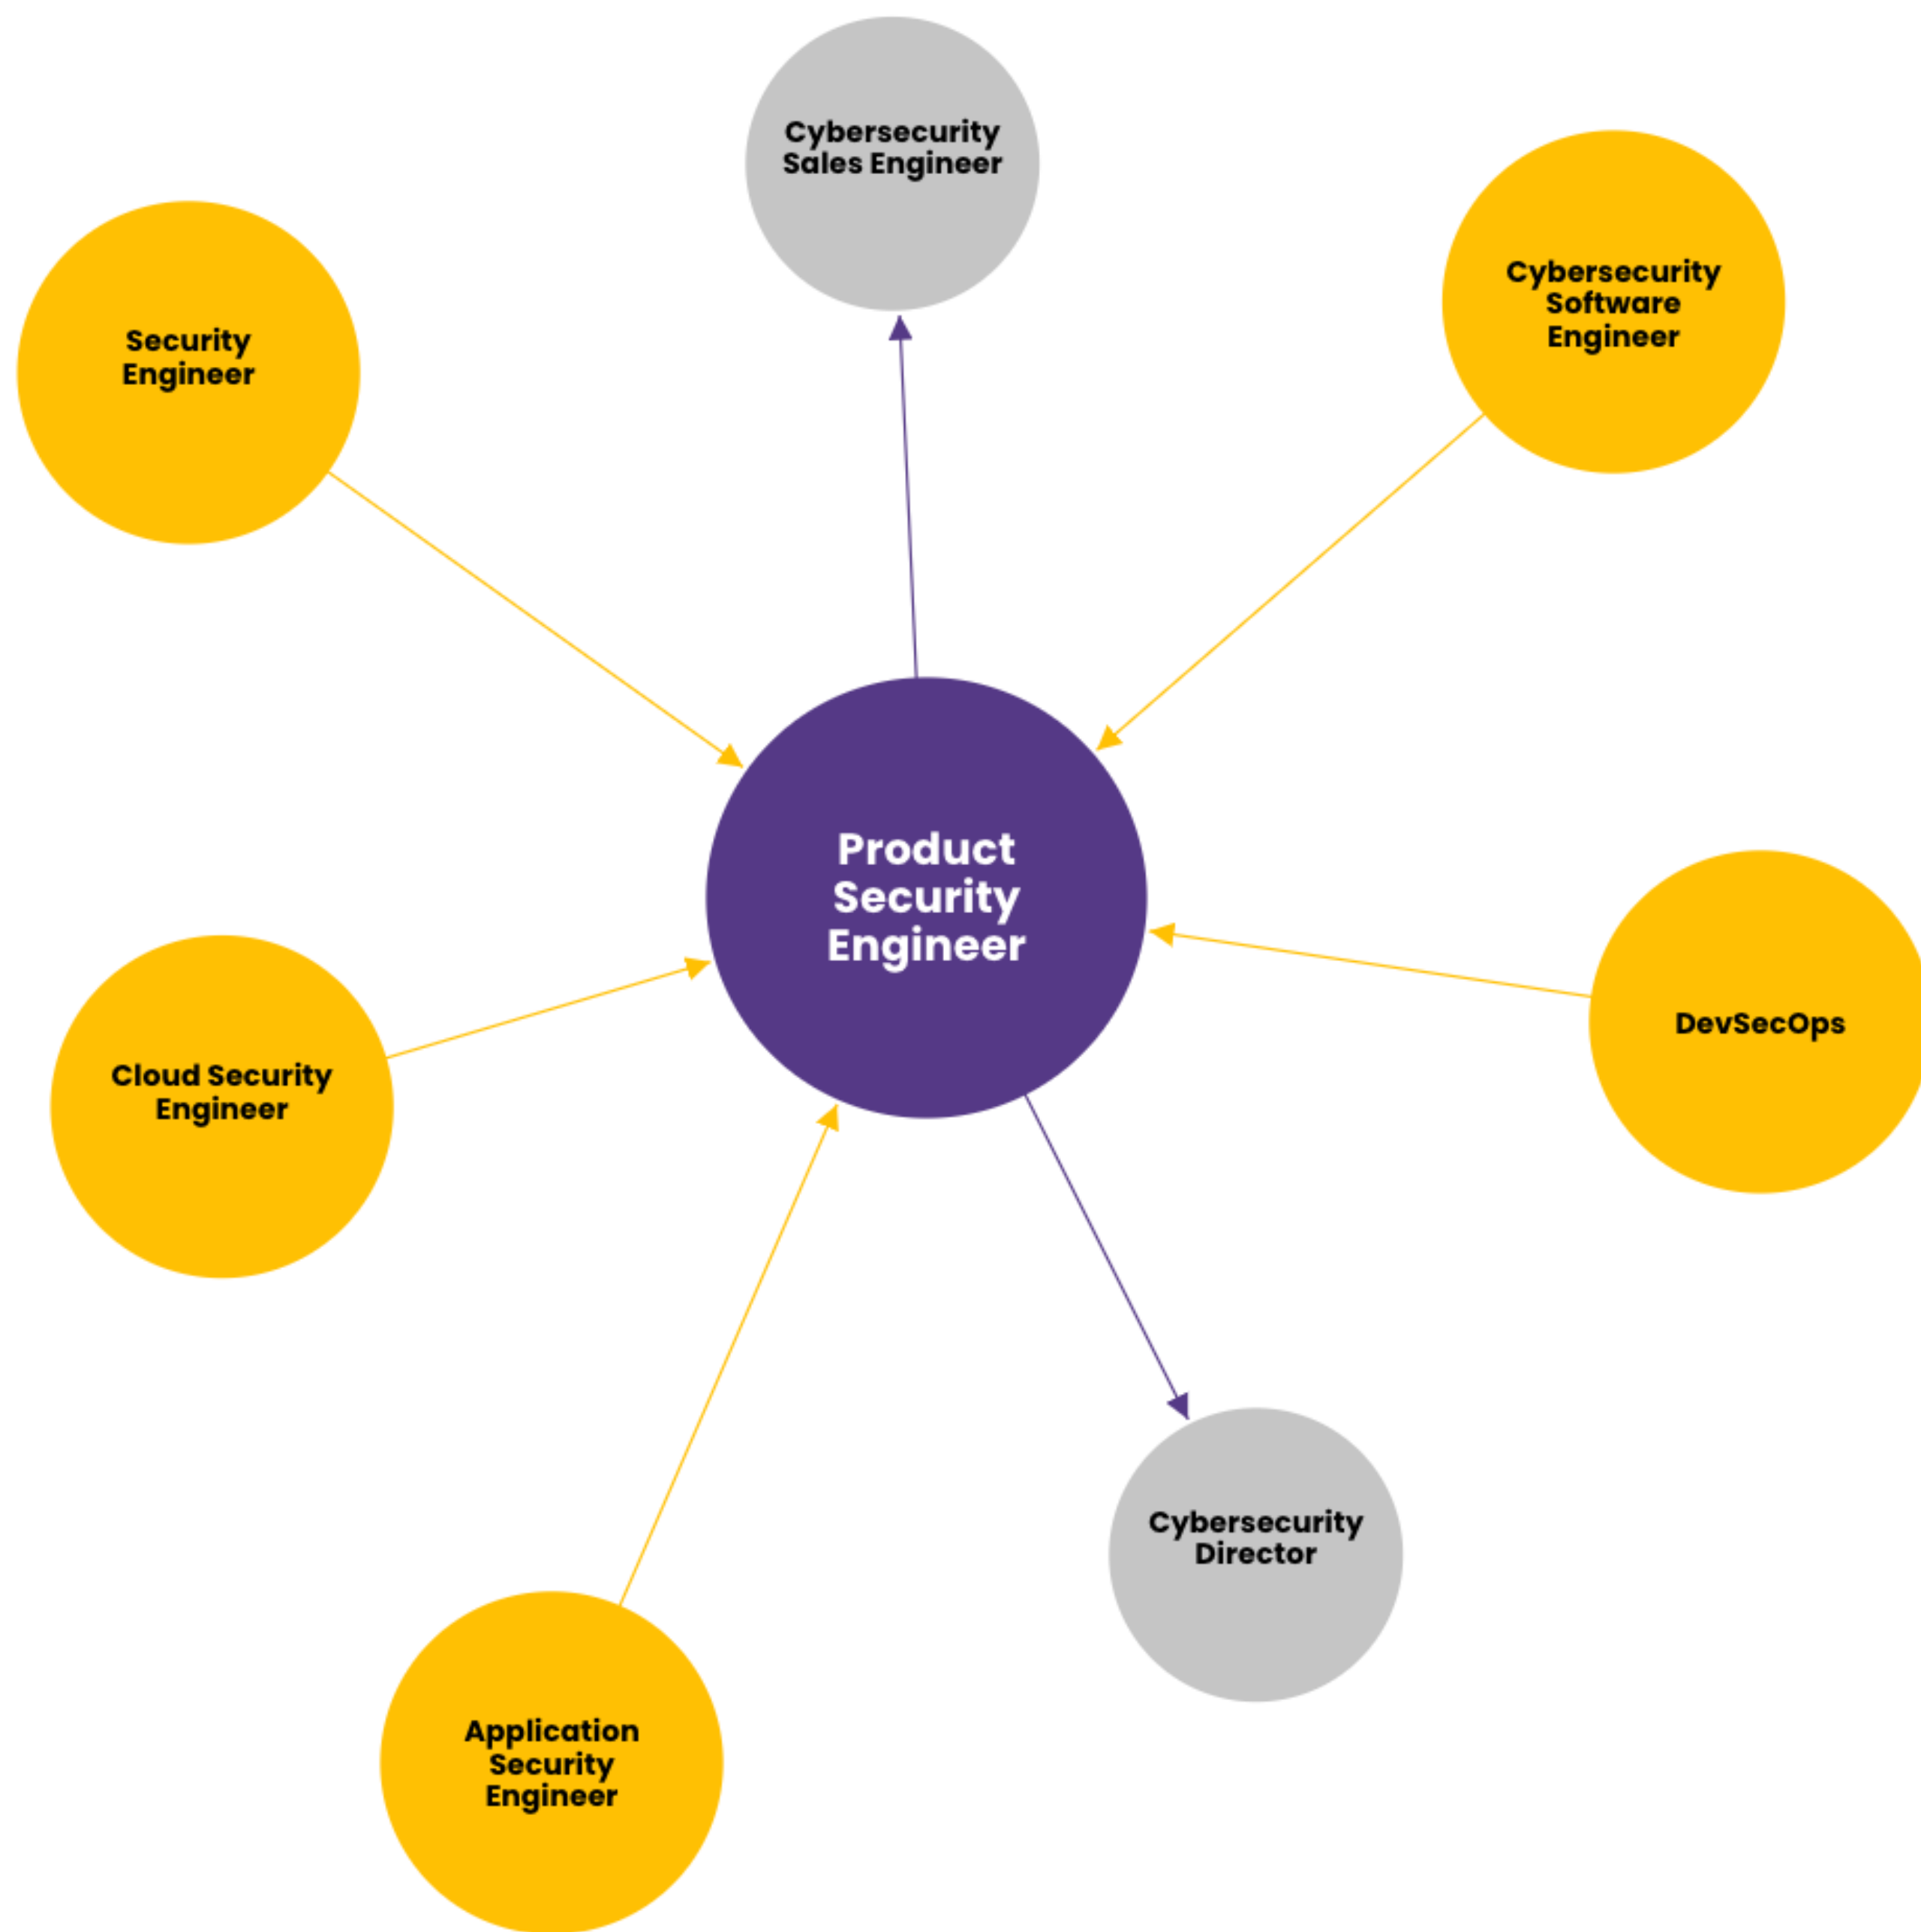 Cybersecurity
Sales Engineer
Cybersecurity
Software
Engineer
Security
Engineer
Product
Security
Engineer
DevSecOps
Cloud Security
Engineer
Cybersecurity
Director
Application
Security
Engineer